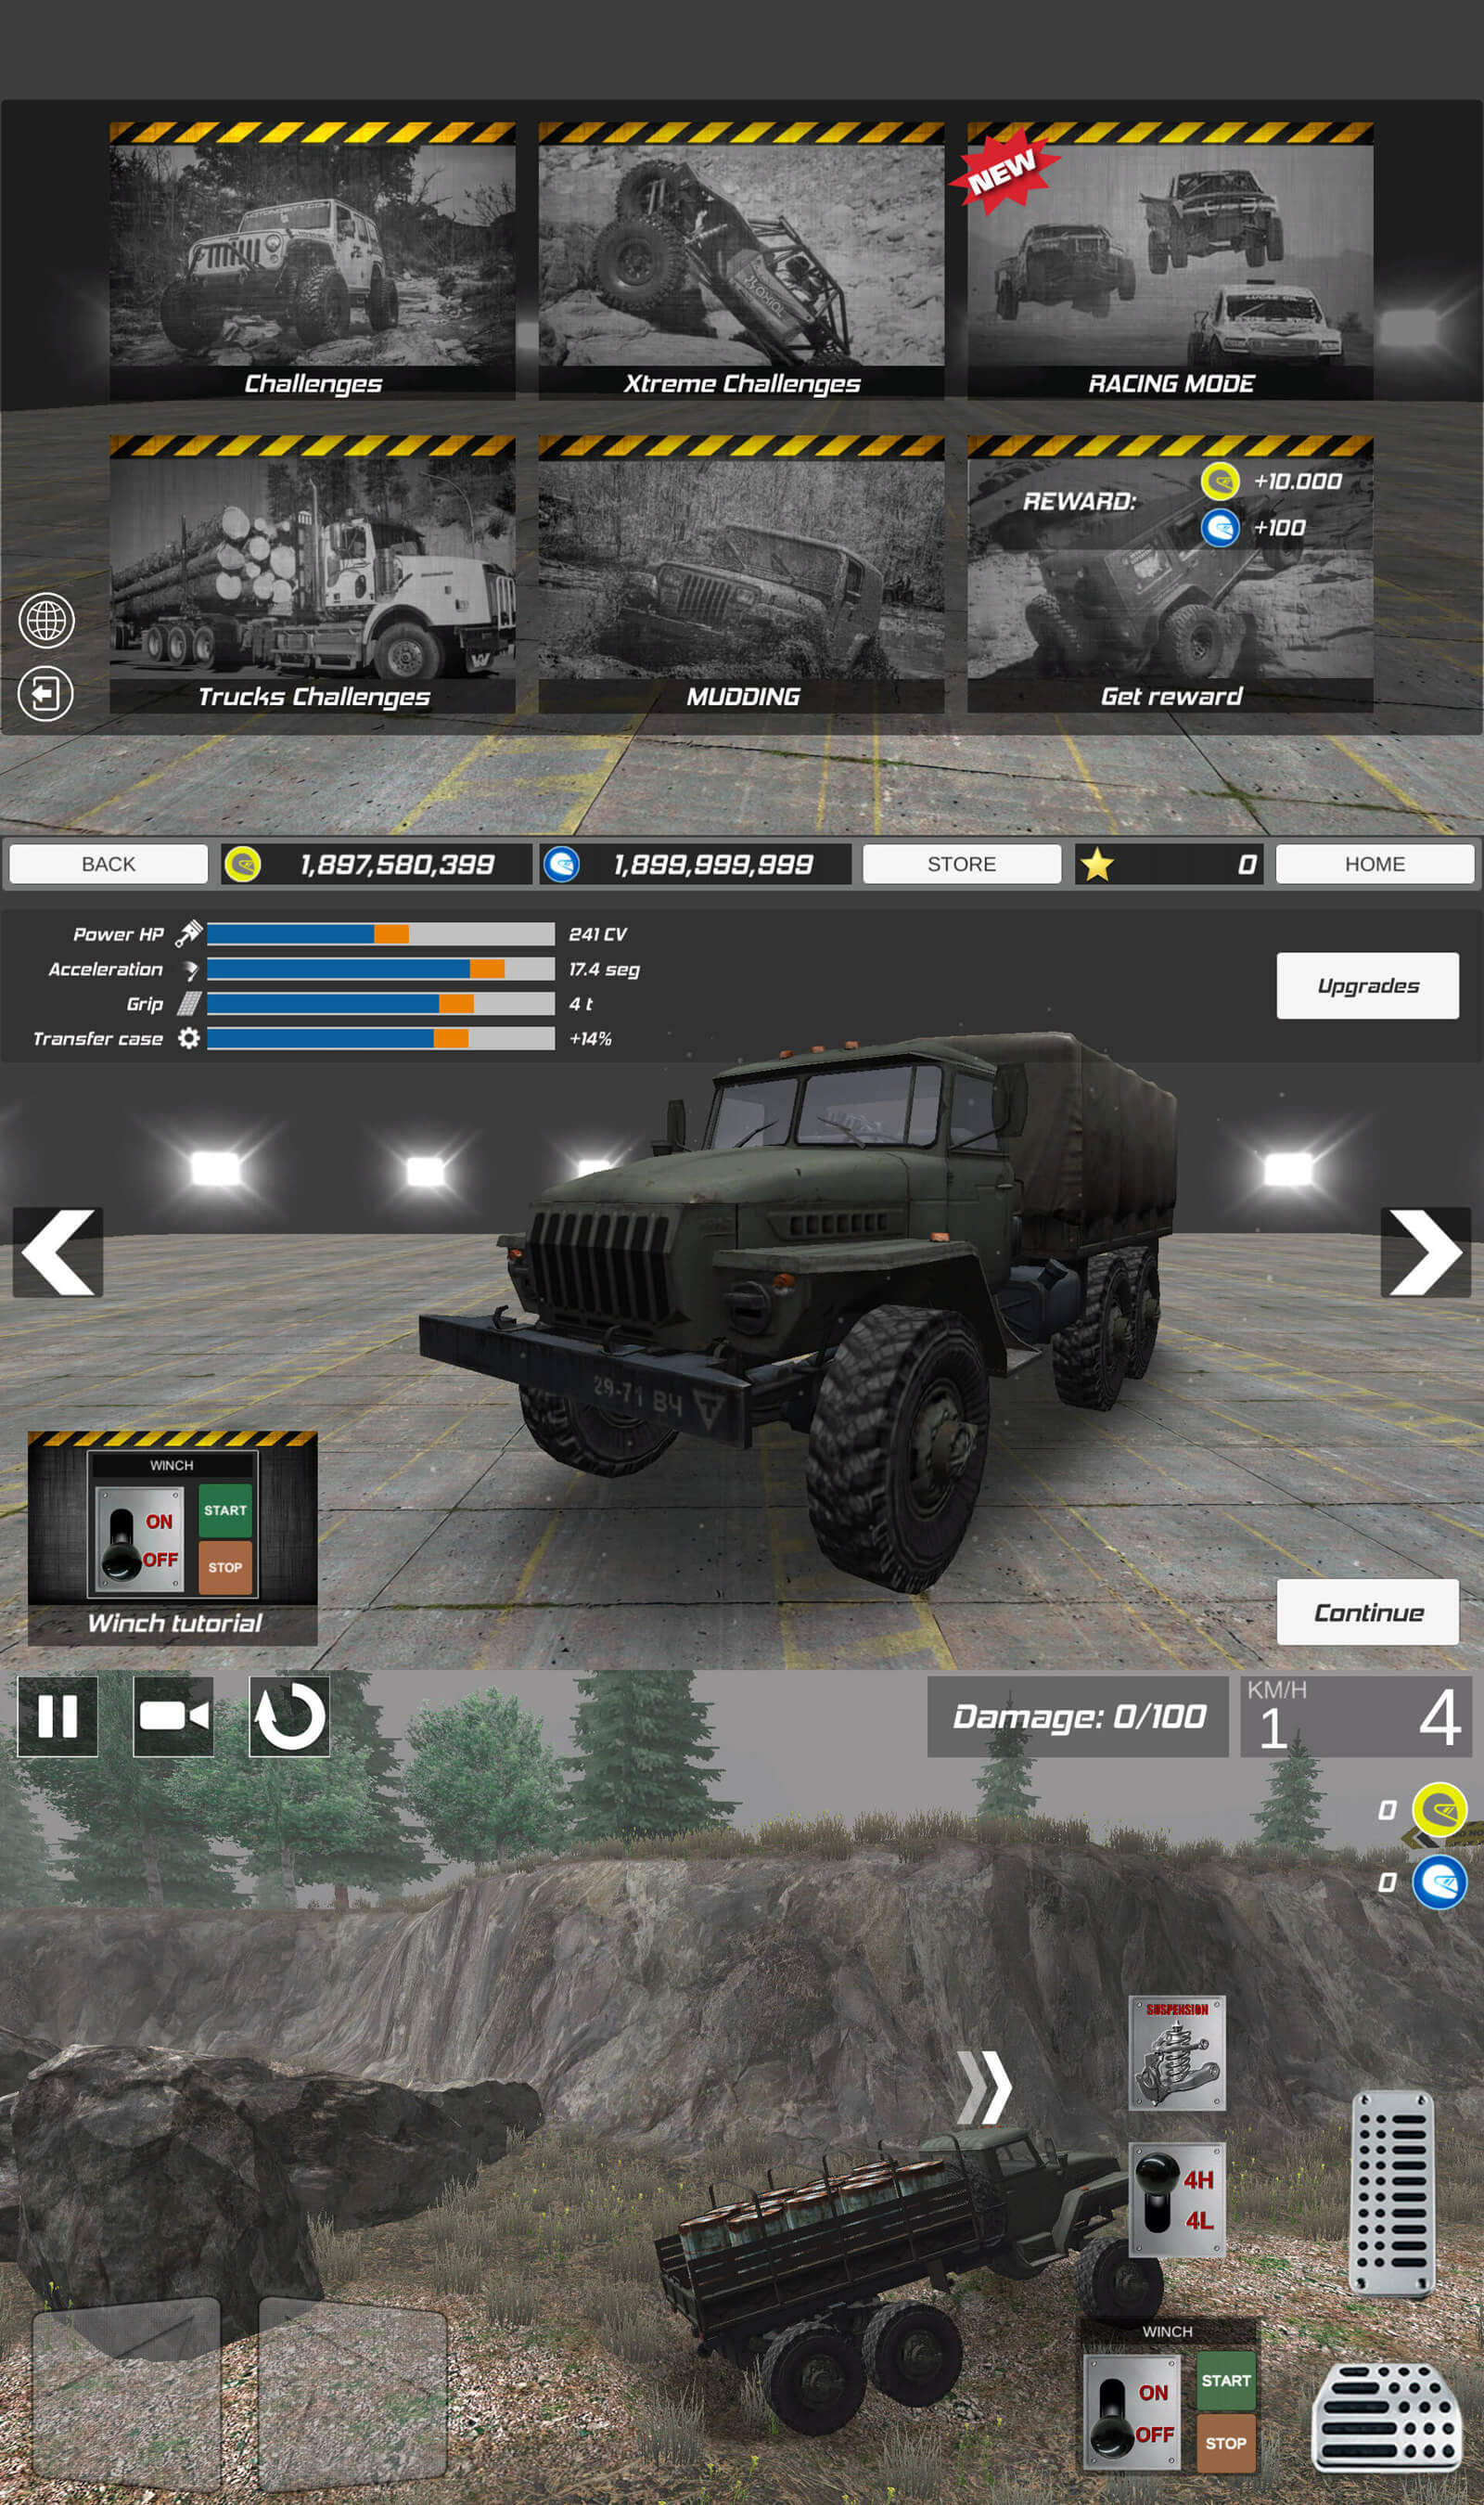 NEW
Challenges
Xtreme Challenges
RACING MODE
REWARD:
+10.000
+100
Trucks Challenges
MUDDING
Get reward
BACK
1,897,580,399
1,899,999,999
STORE
0
HOME
Power HP
241 CV
Acceleration
17.4 seg
Grip
4 t
Transfer case
+14%
Upgrades
29-71 ВЧ
WINCH
ON
OFF
START
STOP
Winch tutorial
Continue
Damage: 0/100
KM/H
1
4
0
0
SUSPENSION
4H
4L
WINCH
ON
OFF
START
STOP